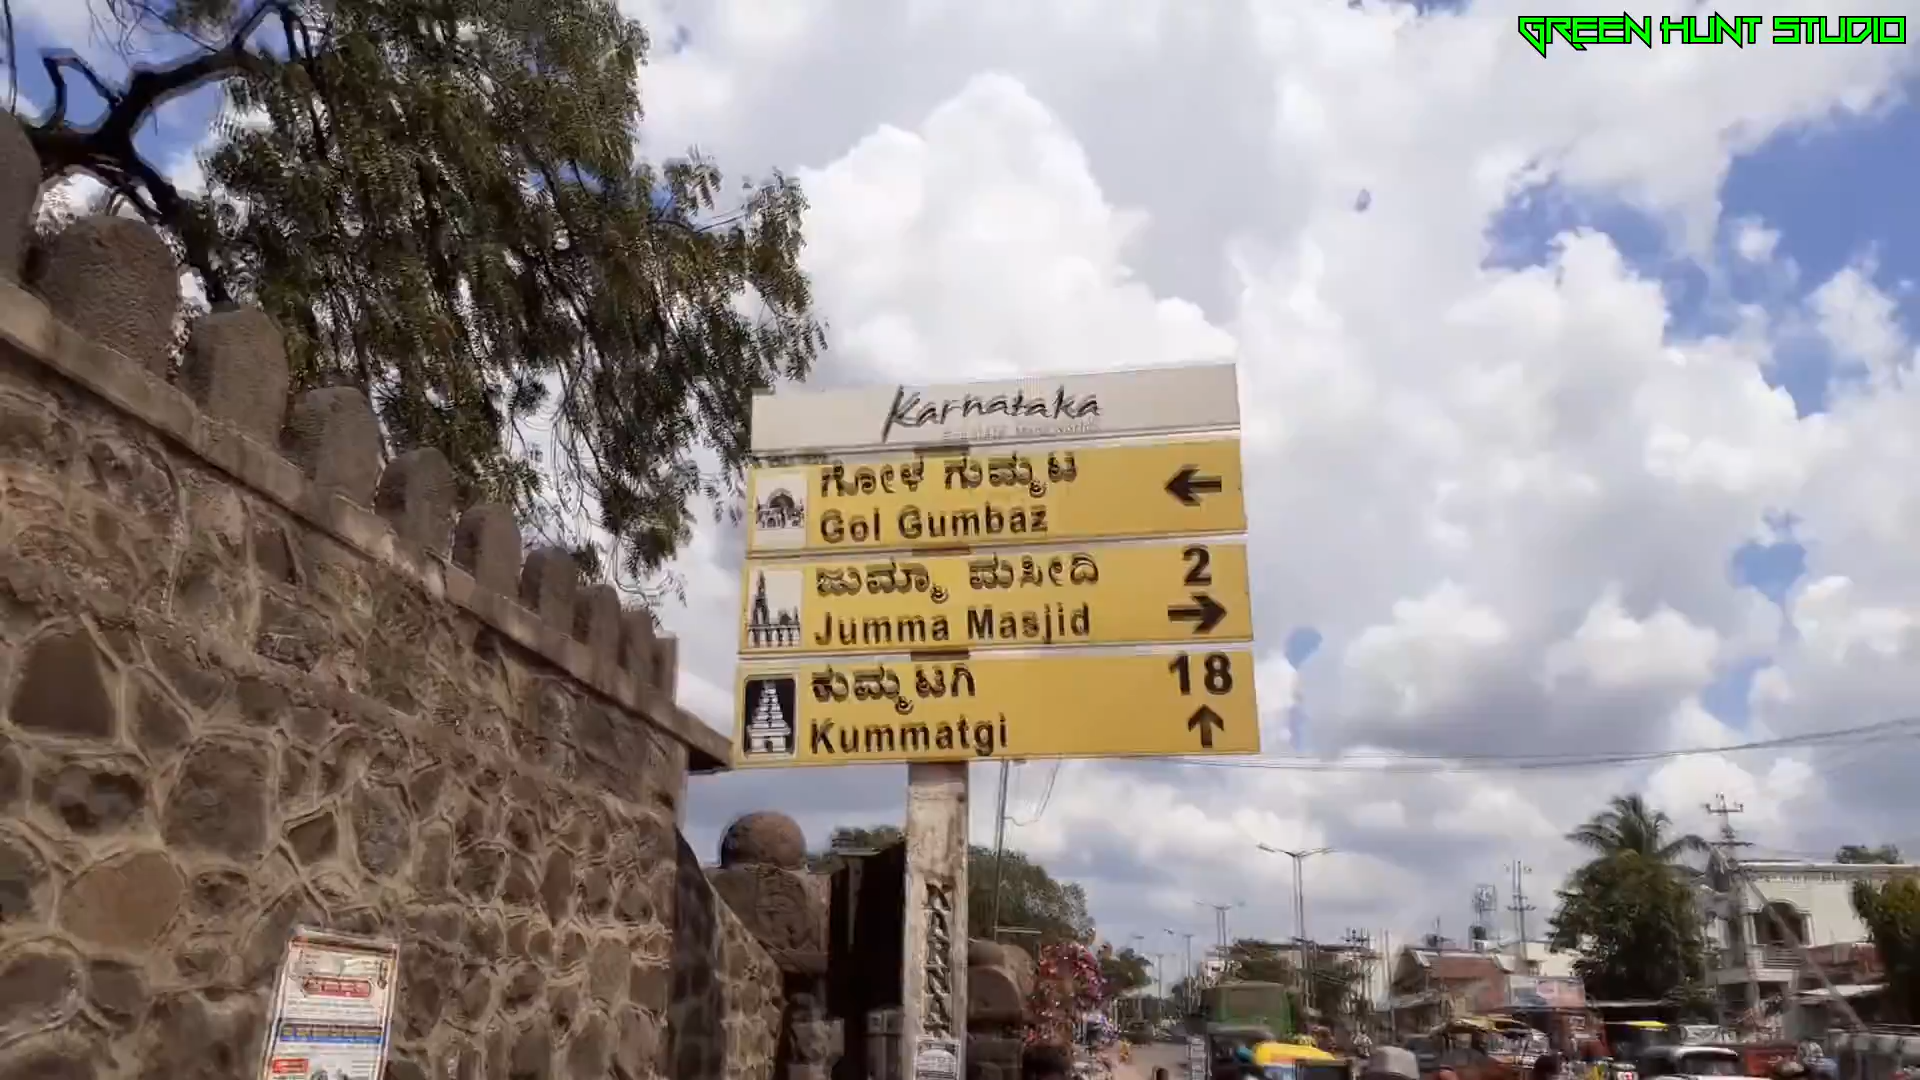 GREEN HUNT STUDIO
Karnataka
ಗೋಳ ಗುಮ್ಮಟ
←
Gol Gumbaz
ಜುಮ್ಮಾ ಮಸೀದಿ
2
Jumma Masjid
→
ಕುಮ್ಮಟಗಿ
18
Kummatgi
↑